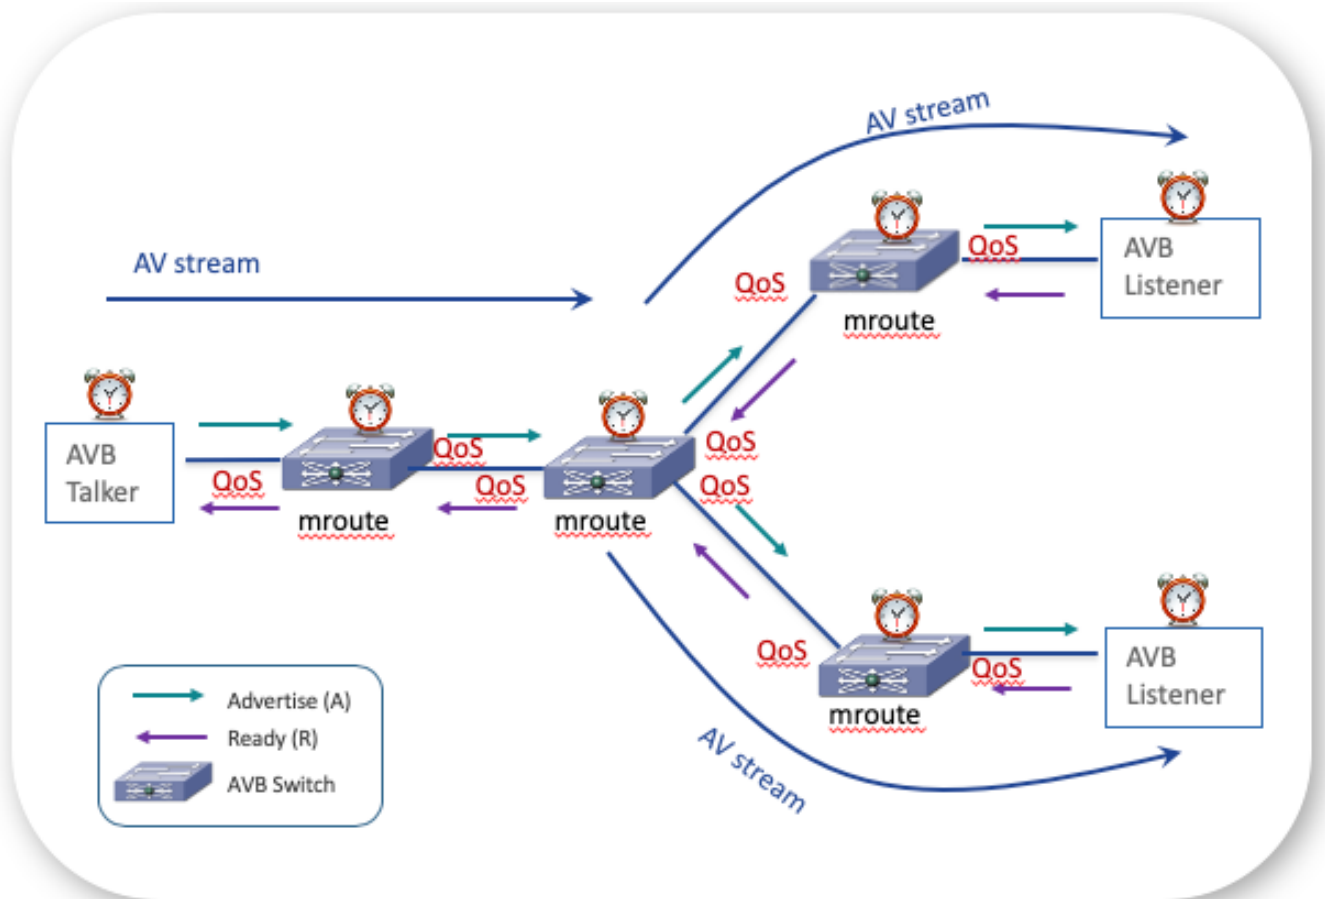 AV stream
AV stream
QoS
AVB
Listener
QoS
mroute
AVB
Talker
QoS
mroute
QoS
QoS
mroute
QoS
QoS
QoS
mroute
QoS
AVB
Listener
AV stream
Advertise (A)
Ready (R)
AVB Switch